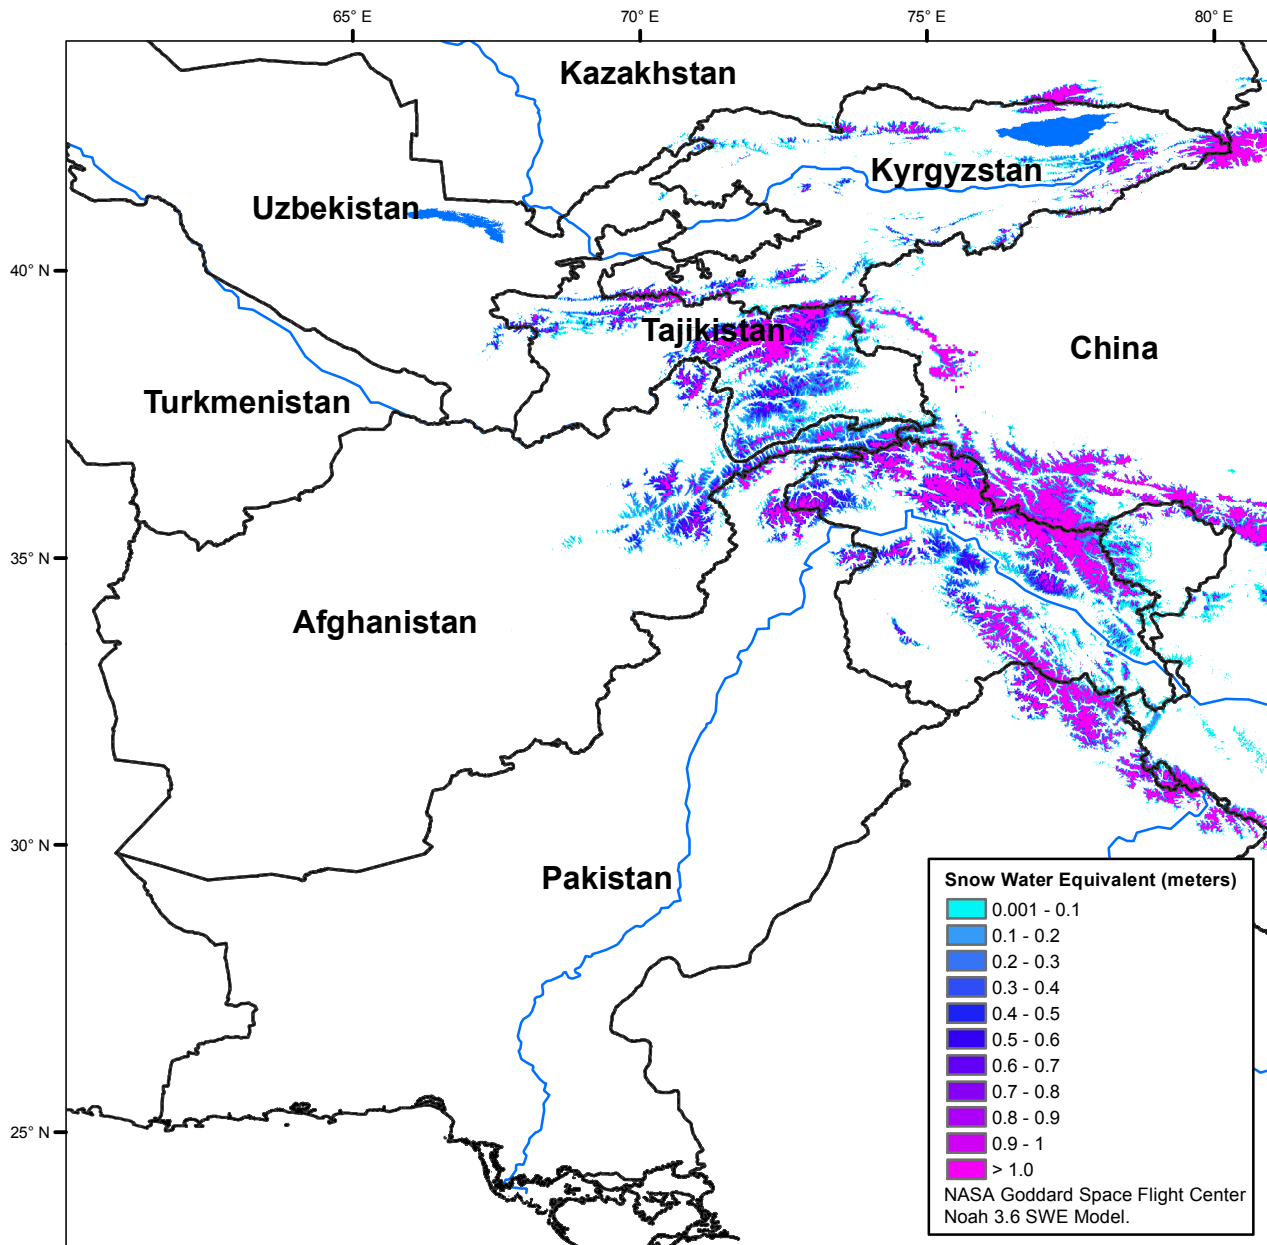 65° E
70° E
75° E
80° E
Kazakhstan
Kyrgyzstan
Uzbekistan
40° N
Tajikistan
China
Turkmenistan
35° N
Afghanistan
30° N
Pakistan
25° N
Snow Water Equivalent (meters)
0.001 - 0.1
0.1 - 0.2
0.2 - 0.3
0.3 - 0.4
0.4 - 0.5
0.5 - 0.6
0.6 - 0.7
0.7 - 0.8
0.8 - 0.9
0.9 - 1
> 1.0
NASA Goddard Space Flight Center
Noah 3.6 SWE Model.